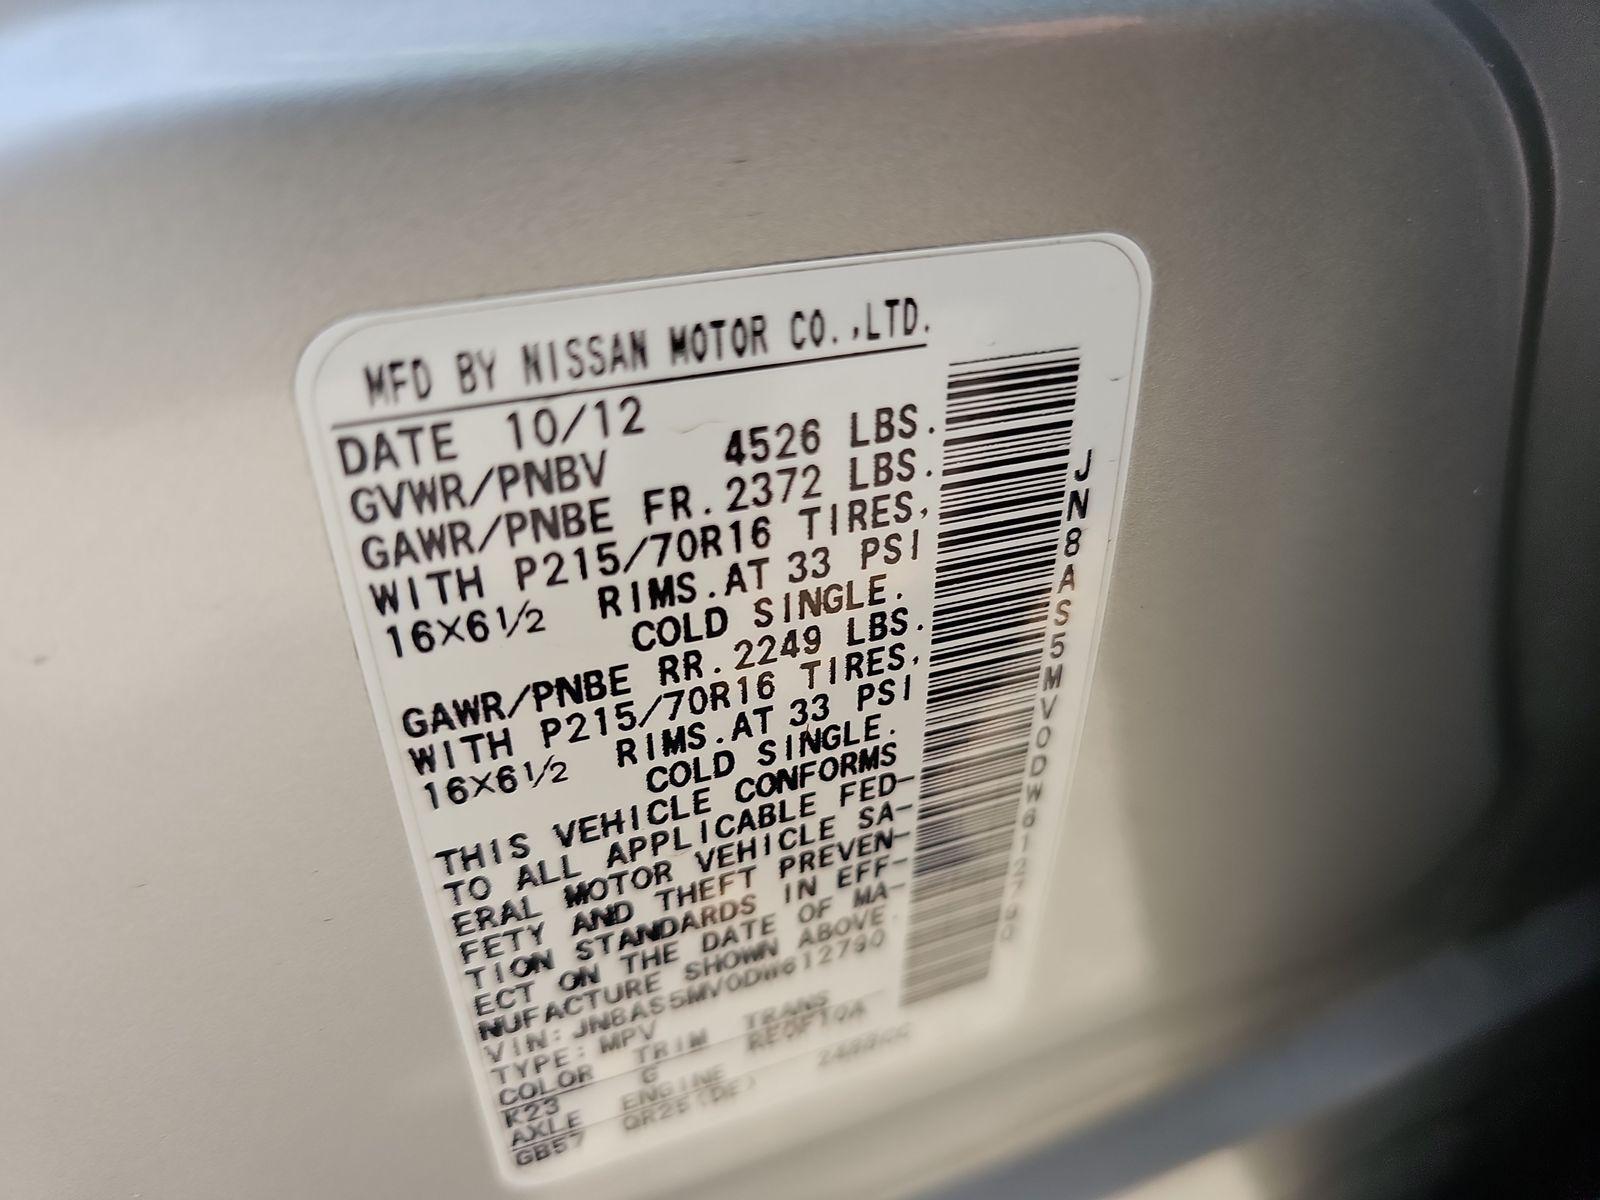 MFD BY NISSAN MOTOR CO.,LTD.
DATE 10/12
GVWR/PNBV 4526 LBS.
GAWR/PNBE FR. 2372 LBS.
WITH P215/70R16 TIRES,
16X6½ RIMS. AT 33 PSI
COLD SINGLE.
GAWR/PNBE RR. 2249 LBS.
WITH P215/70R16 TIRES,
16X6½ RIMS. AT 33 PSI
COLD SINGLE.
THIS VEHICLE CONFORMS
TO ALL APPLICABLE FED-
ERAL MOTOR VEHICLE SA-
FETY AND THEFT PREVEN-
TION STANDARDS IN EFF-
ECT ON THE DATE OF MA-
NUFACTURE SHOWN ABOVE.
VIN: JN8AS5MV0DW612790
TYPE: MPV
COLOR TRIM TRANS
K23 G RE0F10A
AXLE ENGINE
GB57 QR25(DE) 2488cc
JN8AS5MV0DW612790